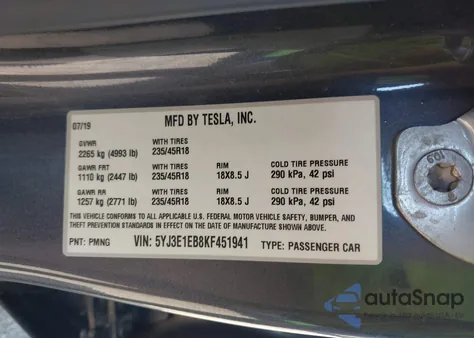 07/19 MFD BY TESLA, INC.
GVWR WITH TIRES
2265 kg (4993 lb) 235/45R18
GAWR FRT WITH TIRES RIM COLD TIRE PRESSURE
1110 kg (2447 lb) 235/45R18 18X8.5 J 290 kPa, 42 psi
GAWR RR WITH TIRES RIM COLD TIRE PRESSURE
1257 kg (2771 lb) 235/45R18 18X8.5 J 290 kPa, 42 psi
THIS VEHICLE CONFORMS TO ALL APPLICABLE U.S. FEDERAL MOTOR VEHICLE SAFETY, BUMPER, AND
THEFT PREVENTION STANDARDS IN EFFECT ON THE DATE OF MANUFACTURE SHOWN ABOVE.
PNT: PMNG VIN: 5YJ3E1EB8KF451941 TYPE: PASSENGER CAR
autoSnap